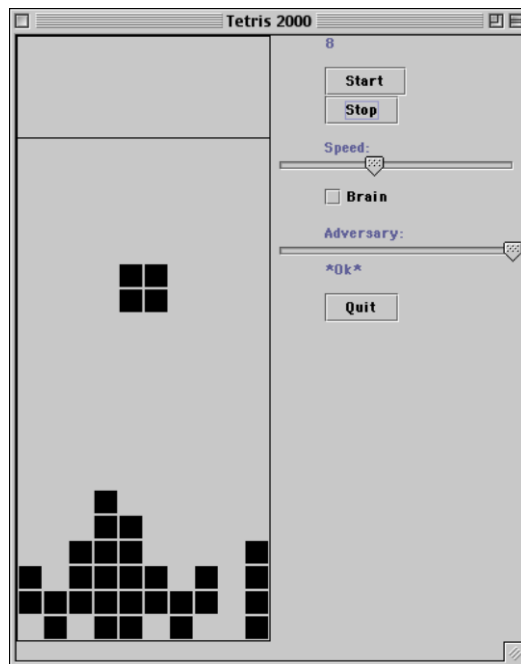 Tetris 2000
8
Start
Stop
Speed:
Brain
Adversary:
*Ok*
Quit